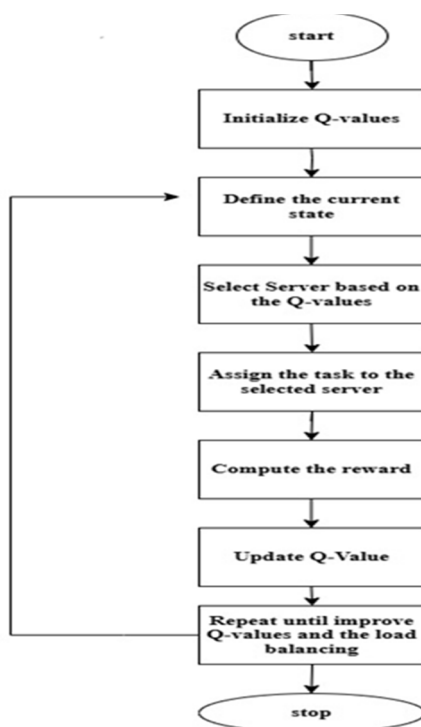 start
Initialize Q-values
Define the current
state
Select Server based on
the Q-values
Assign the task to the
selected server
Compute the reward
Update Q-Value
Repeat until improve
Q-values and the load
balancing
stop